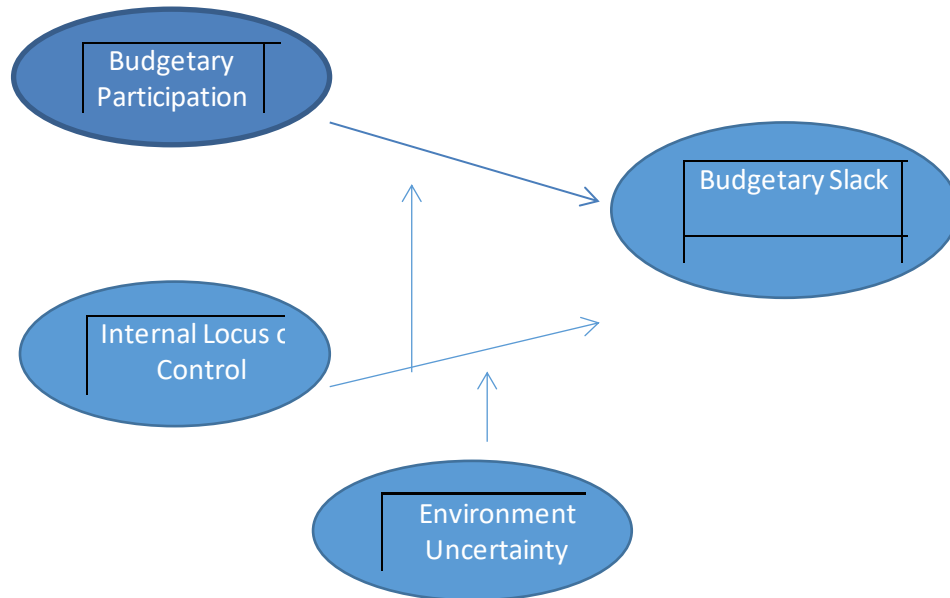 Budgetary
Participation
Budgetary Slack
Internal Locus c
Control
Environment
Uncertainty